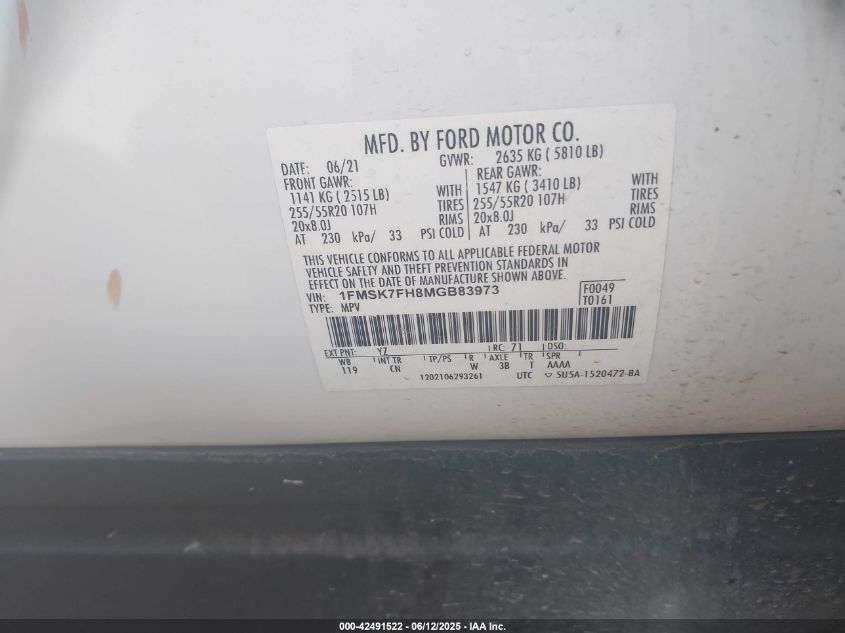 MFD. BY FORD MOTOR CO.
DATE: 06/21 GVWR: 2635 KG ( 5810 LB)
FRONT GAWR: REAR GAWR:
1141 KG ( 2515 LB) WITH 1547 KG ( 3410 LB) WITH
255/55R20 107H TIRES 255/55R20 107H TIRES
20x8.0J RIMS 20x8.0J RIMS
AT 230 kPa/ 33 PSI COLD AT 230 kPa/ 33 PSI COLD
THIS VEHICLE CONFORMS TO ALL APPLICABLE FEDERAL MOTOR
VEHICLE SAFETY AND THEFT PREVENTION STANDARDS IN
EFFECT ON THE DATE OF MANUFACTURE SHOWN ABOVE.
VIN: 1FMSK7FH8MGB83973 F0049
TYPE: MPV T0161
EXT PNT: YZ RC: 71 DSO:
WB INT TR TP/PS R AXLE TR SPR
119 CN W 3B T AAAA
1202106293261 UTC 5U5A-1520472-BA
000-42491522 - 06/12/2025 - IAA Inc.